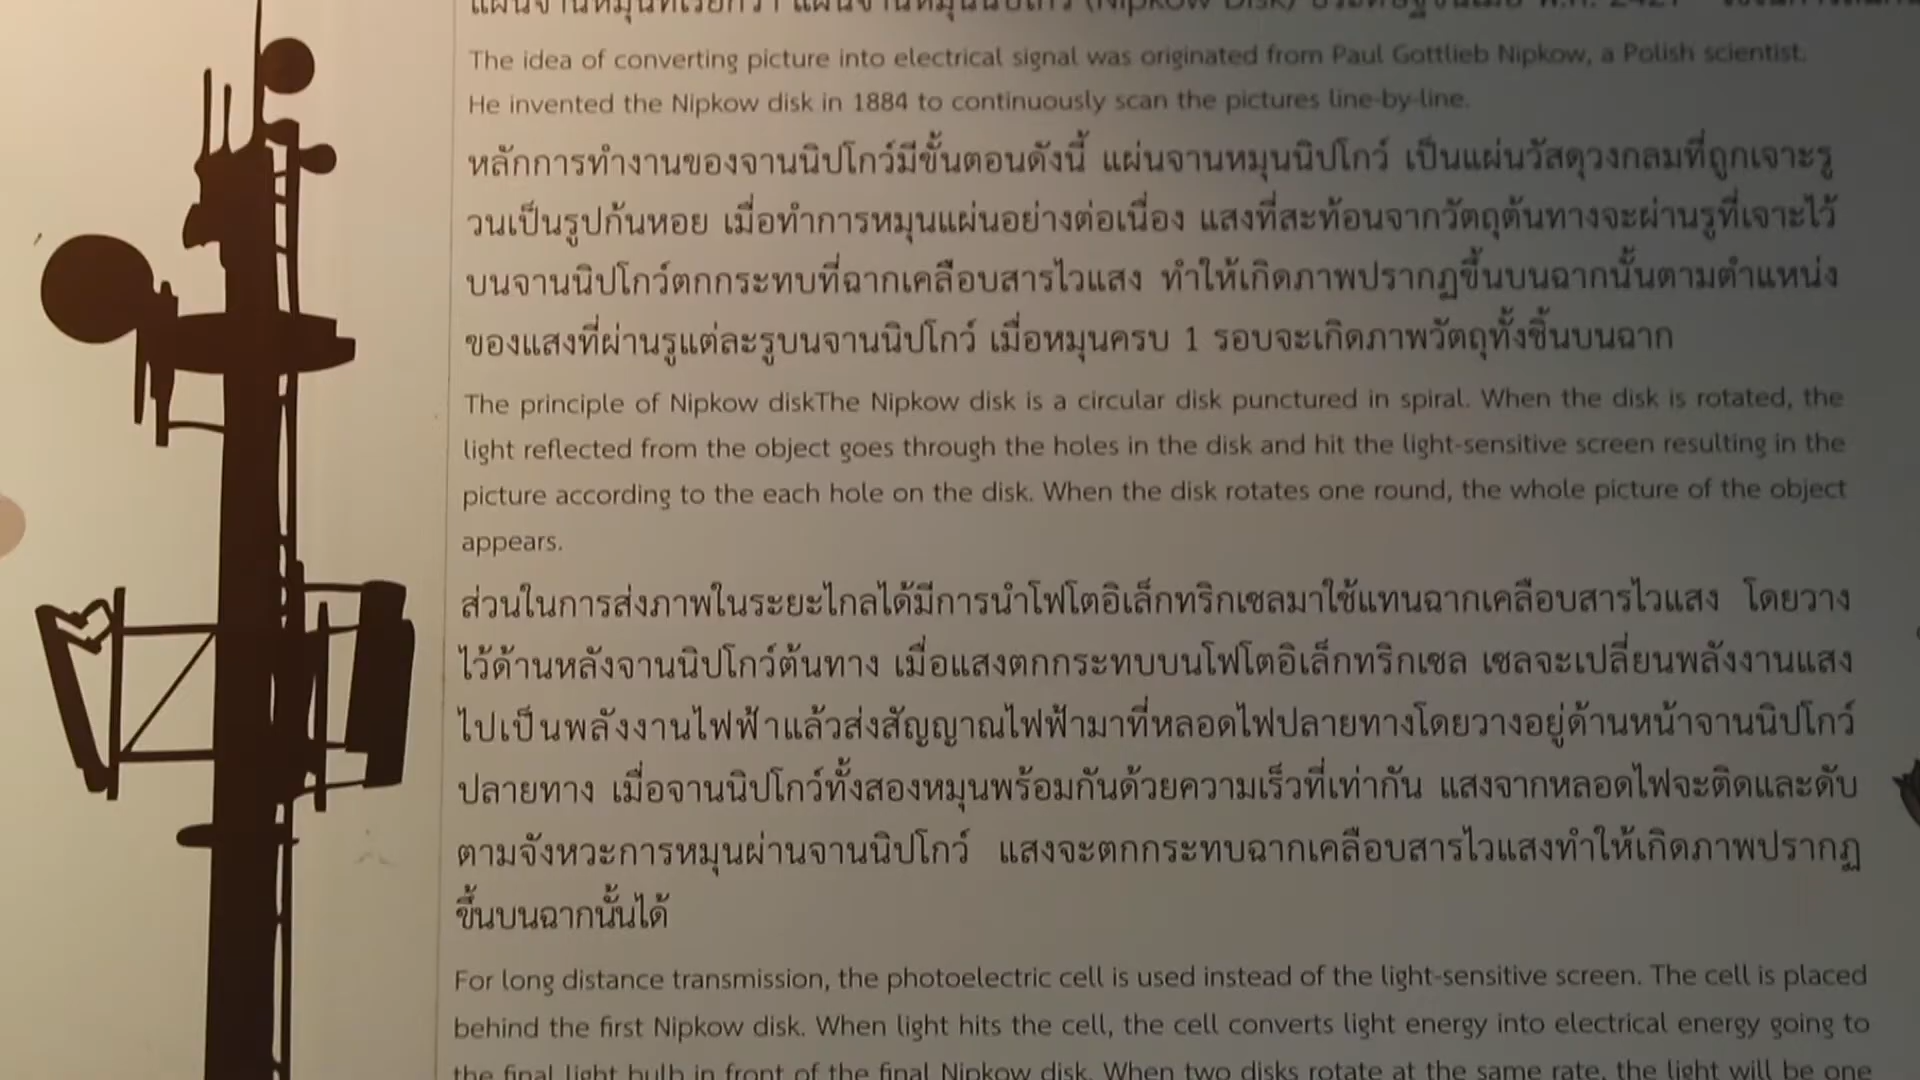 The idea of converting picture into electrical signal was originated from Paul Gottlieb Nipkow, a Polish scientist.
He invented the Nipkow disk in 1884 to continuously scan the pictures line-by-line.
หลักการทำงานของจานนิปโกว์มีขั้นตอนดังนี้ แผ่นจานหมุนนิปโกว์ เป็นแผ่นวัสดุวงกลมที่ถูกเจาะรู
วนเป็นรูปก้นหอย เมื่อทำการหมุนแผ่นอย่างต่อเนื่อง แสงที่สะท้อนจากวัตถุต้นทางจะผ่านรูที่เจาะไว้
บนจานนิปโกว์ตกกระทบที่ฉากเคลือบสารไวแสง ทำให้เกิดภาพปรากฏขึ้นบนฉากนั้นตามตำแหน่ง
ของแสงที่ผ่านรูแต่ละรูบนจานนิปโกว์ เมื่อหมุนครบ 1 รอบจะเกิดภาพวัตถุทั้งชิ้นบนฉาก
The principle of Nipkow diskThe Nipkow disk is a circular disk punctured in spiral. When the disk is rotated, the
light reflected from the object goes through the holes in the disk and hit the light-sensitive screen resulting in the
picture according to the each hole on the disk. When the disk rotates one round, the whole picture of the object
appears.
ส่วนในการส่งภาพในระยะไกลได้มีการนำโฟโตอิเล็กทริกเซลมาใช้แทนฉากเคลือบสารไวแสง โดยวาง
ไว้ด้านหลังจานนิปโกว์ต้นทาง เมื่อแสงตกกระทบบนโฟโตอิเล็กทริกเซล เซลจะเปลี่ยนพลังงานแสง
ไปเป็นพลังงานไฟฟ้าแล้วส่งสัญญาณไฟฟ้ามาที่หลอดไฟปลายทางโดยวางอยู่ด้านหน้าจานนิปโกว์
ปลายทาง เมื่อจานนิปโกว์ทั้งสองหมุนพร้อมกันด้วยความเร็วที่เท่ากัน แสงจากหลอดไฟจะติดและดับ
ตามจังหวะการหมุนผ่านจานนิปโกว์ แสงจะตกกระทบฉากเคลือบสารไวแสงทำให้เกิดภาพปรากฏ
ขึ้นบนฉากนั้นได้
For long distance transmission, the photoelectric cell is used instead of the light-sensitive screen. The cell is placed
behind the first Nipkow disk. When light hits the cell, the cell converts light energy into electrical energy going to
the final light bulb in front of the final Nipkow disk. When two disks rotate at the same rate, the light will be one